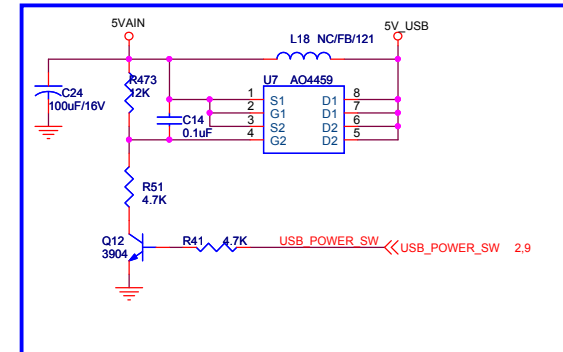 5VAIN
5V_USB
L18 NC/FB/121
R473
12K
U7 AO4459
C24
100uF/16V
1 S1 D1 8
2 G1 D1 7
3 S2 D2 6
4 G2 D2 5
C14
0.1uF
R51
4.7K
Q12
3904
R41 4.7K
USB_POWER_SW
USB_POWER_SW 2,9